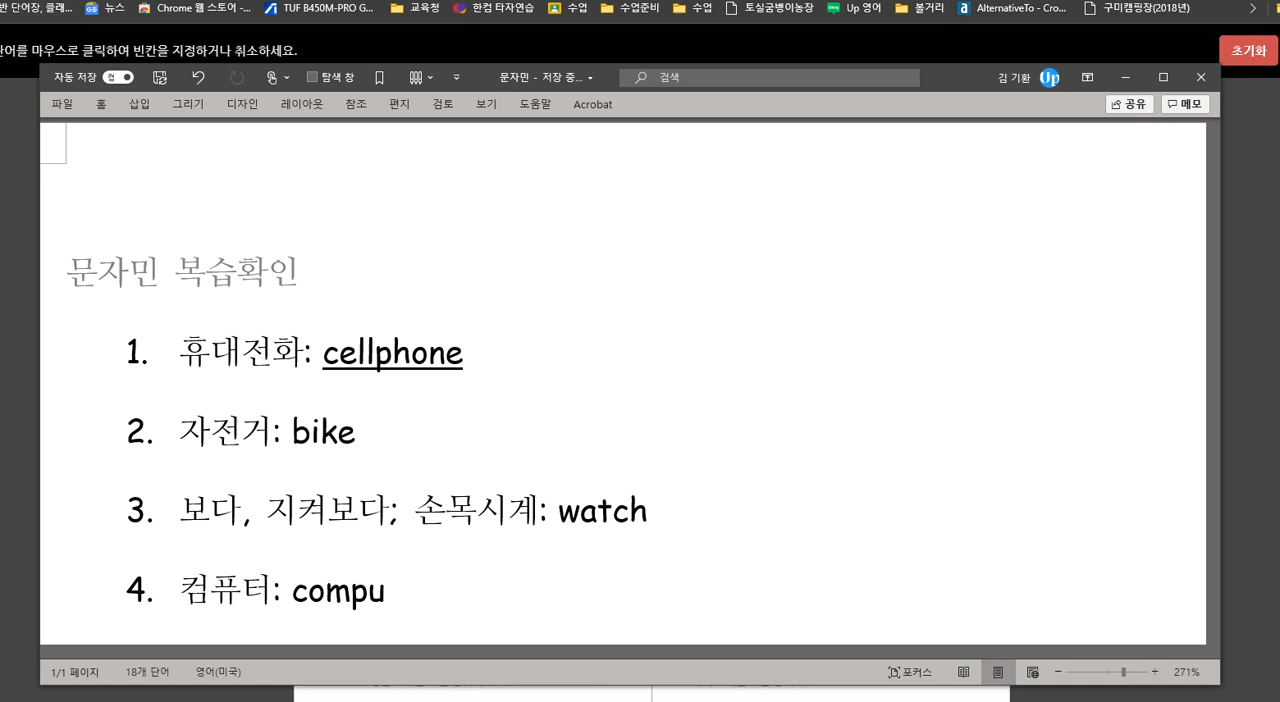 반 단어장, 클래... 뉴스 Chrome 웹 스토어 -... TUF B450M-PRO G... 교육청 한컴 타자연습 수업 수업준비 수업 토실굼벵이농장 Up 영어 볼거리 AlternativeTo - Cro... 구미캠핑장(2018년)
단어를 마우스로 클릭하여 빈칸을 지정하거나 취소하세요. 초기화
자동 저장 켬 탐색 창 문자민 - 저장 중... 검색 김 기환 Up
파일 홈 삽입 그리기 디자인 레이아웃 참조 편지 검토 보기 도움말 Acrobat 공유 메모
문자민 복습확인
1. 휴대전화: cellphone
2. 자전거: bike
3. 보다, 지켜보다; 손목시계: watch
4. 컴퓨터: compu
1/1 페이지 18개 단어 영어(미국) 포커스 271%